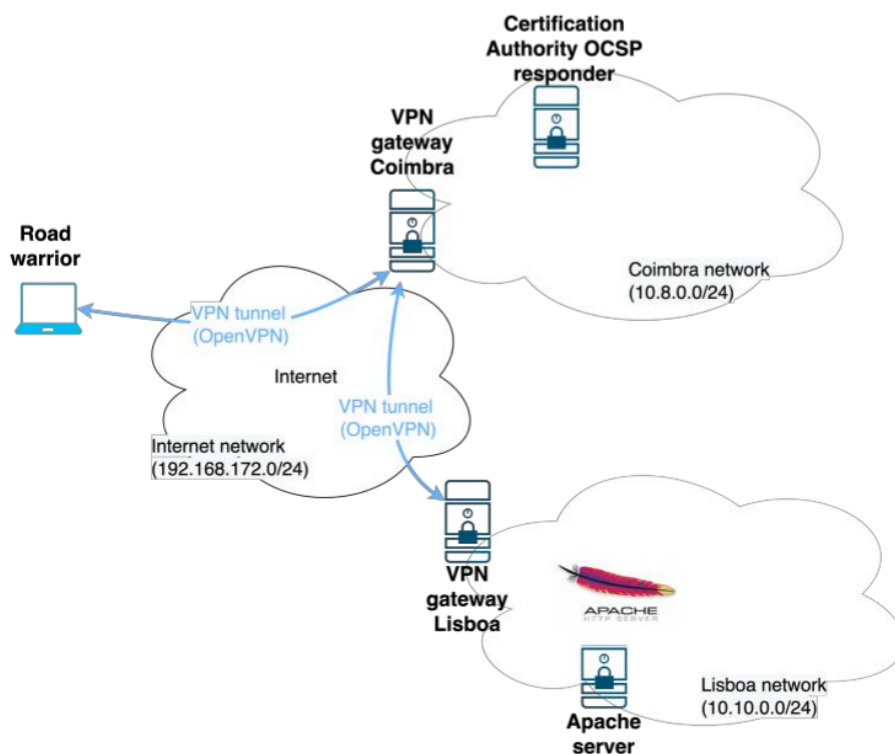 Certification
Authority OCSP
responder
VPN
gateway
Coimbra
Road
warrior
Coimbra network
(10.8.0.0/24)
VPN tunnel
(OpenVPN)
Internet
VPN tunnel
(OpenVPN)
Internet network
(192.168.172.0/24)
VPN
gateway
Lisboa
APACHE
HTTP SERVER
Lisboa network
(10.10.0.0/24)
Apache
server